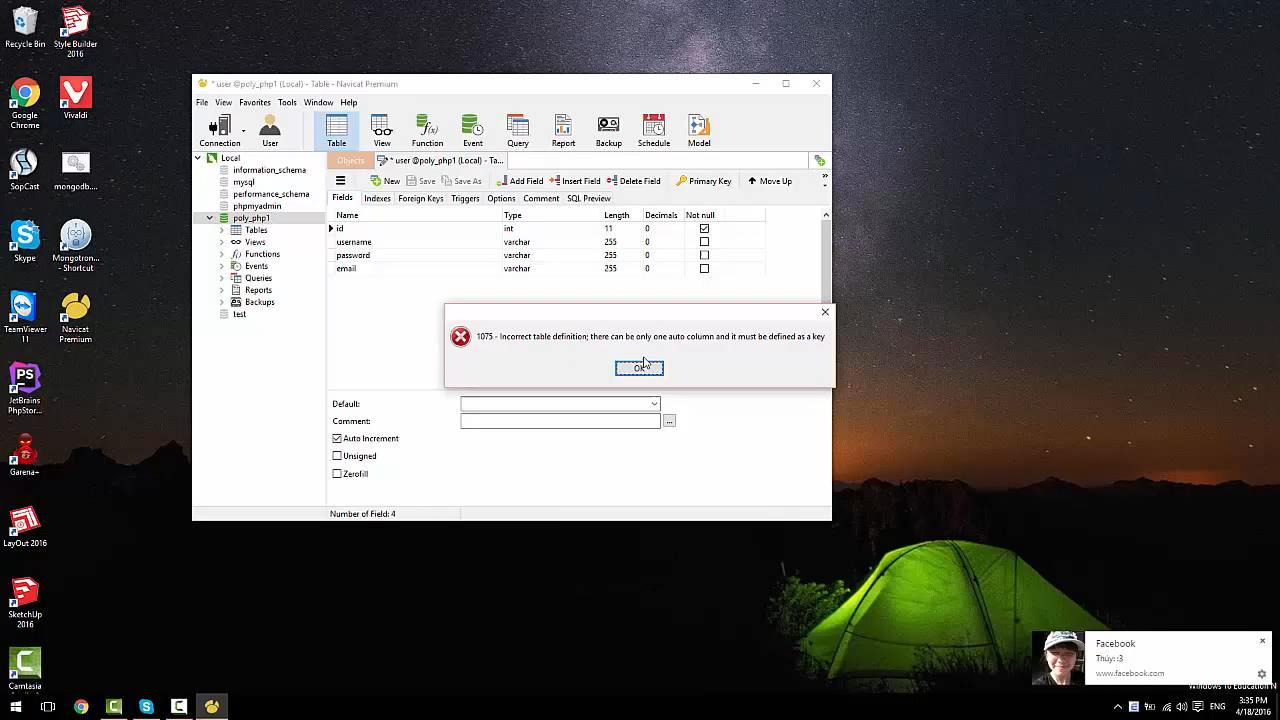 Recycle Bin
Style Builder
2016
Google
Chrome
Vivaldi
SopCast
mongodb....
Skype
Mongotron...
- Shortcut
TeamViewer
11
Navicat
Premium
PS
JetBrains
PhpStor...
Garena+
LayOut 2016
SketchUp
2016
Camtasia
* user @poly_php1 (Local) - Table - Navicat Premium
File View Favorites Tools Window Help
Connection User Table View Function Event Query Report Backup Schedule Model
Local
information_schema
mysql
performance_schema
phpmyadmin
poly_php1
Tables
Views
Functions
Events
Queries
Reports
Backups
test
Objects * user @poly_php1 (Local) - Ta...
New Save Save As Add Field Insert Field Delete Field Primary Key Move Up
Fields Indexes Foreign Keys Triggers Options Comment SQL Preview
Name Type Length Decimals Not null
id int 11 0
username varchar 255 0
password varchar 255 0
email varchar 255 0
1075 - Incorrect table definition; there can be only one auto column and it must be defined as a key
OK
Default:
Comment: ...
Auto Increment
Unsigned
Zerofill
Number of Field: 4
Facebook
Thúy: :3
www.facebook.com
Windows 10 Education N
ENG
3:35 PM
4/18/2016